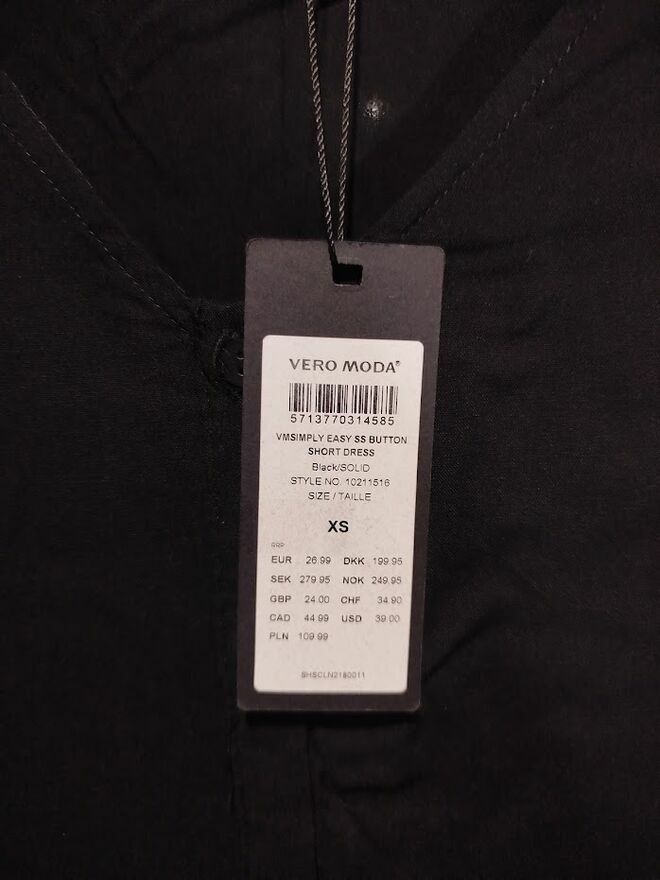 VERO MODA®
5713770314585
VMSIMPLY EASY SS BUTTON
SHORT DRESS
Black/SOLID
STYLE NO. 10211516
SIZE / TAILLE
XS
RRP
EUR 26.99 DKK 199.95
SEK 279.95 NOK 249.95
GBP 24.00 CHF 34.90
CAD 44.99 USD 39.00
PLN 109.99
SHSCLN2180011